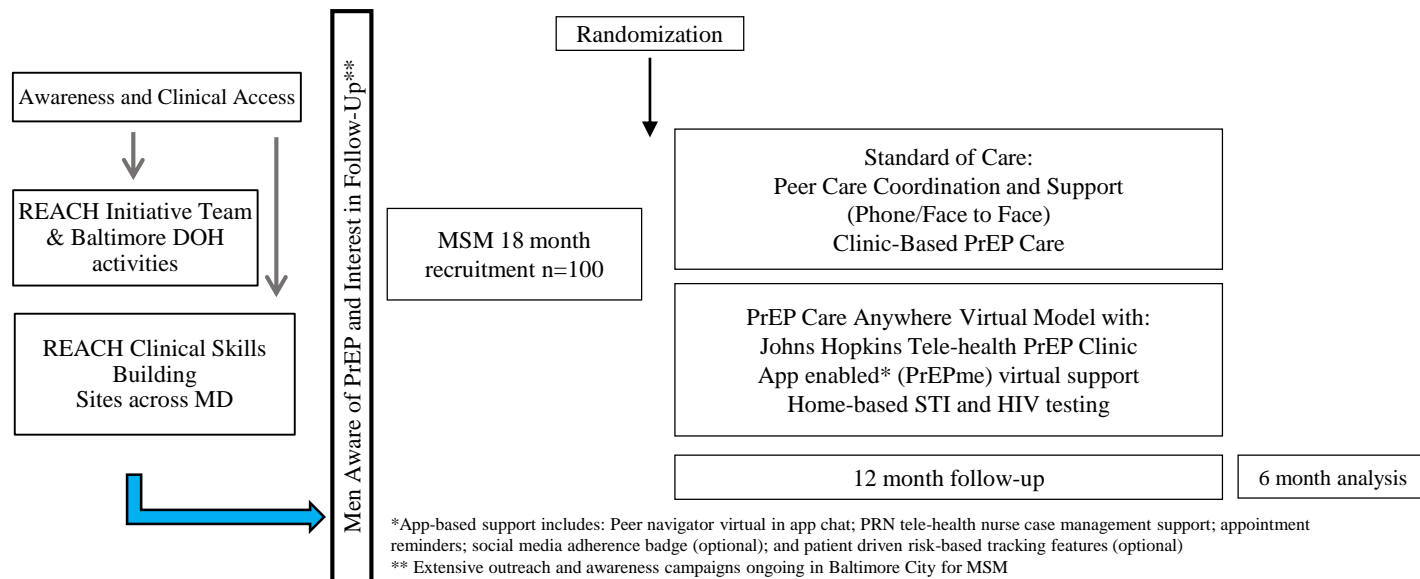 Awareness and Clinical Access
REACH Initiative Team
& Baltimore DOH
activities
REACH Clinical Skills
Building
Sites across MD
Men Aware of PrEP and Interest in Follow-Up**
Randomization
MSM 18 month
recruitment n=100
Standard of Care:
Peer Care Coordination and Support
(Phone/Face to Face)
Clinic-Based PrEP Care
PrEP Care Anywhere Virtual Model with:
Johns Hopkins Tele-health PrEP Clinic
App enabled* (PrEPme) virtual support
Home-based STI and HIV testing
12 month follow-up
6 month analysis
*App-based support includes: Peer navigator virtual in app chat; PRN tele-health nurse case management support; appointment
reminders; social media adherence badge (optional); and patient driven risk-based tracking features (optional)
** Extensive outreach and awareness campaigns ongoing in Baltimore City for MSM